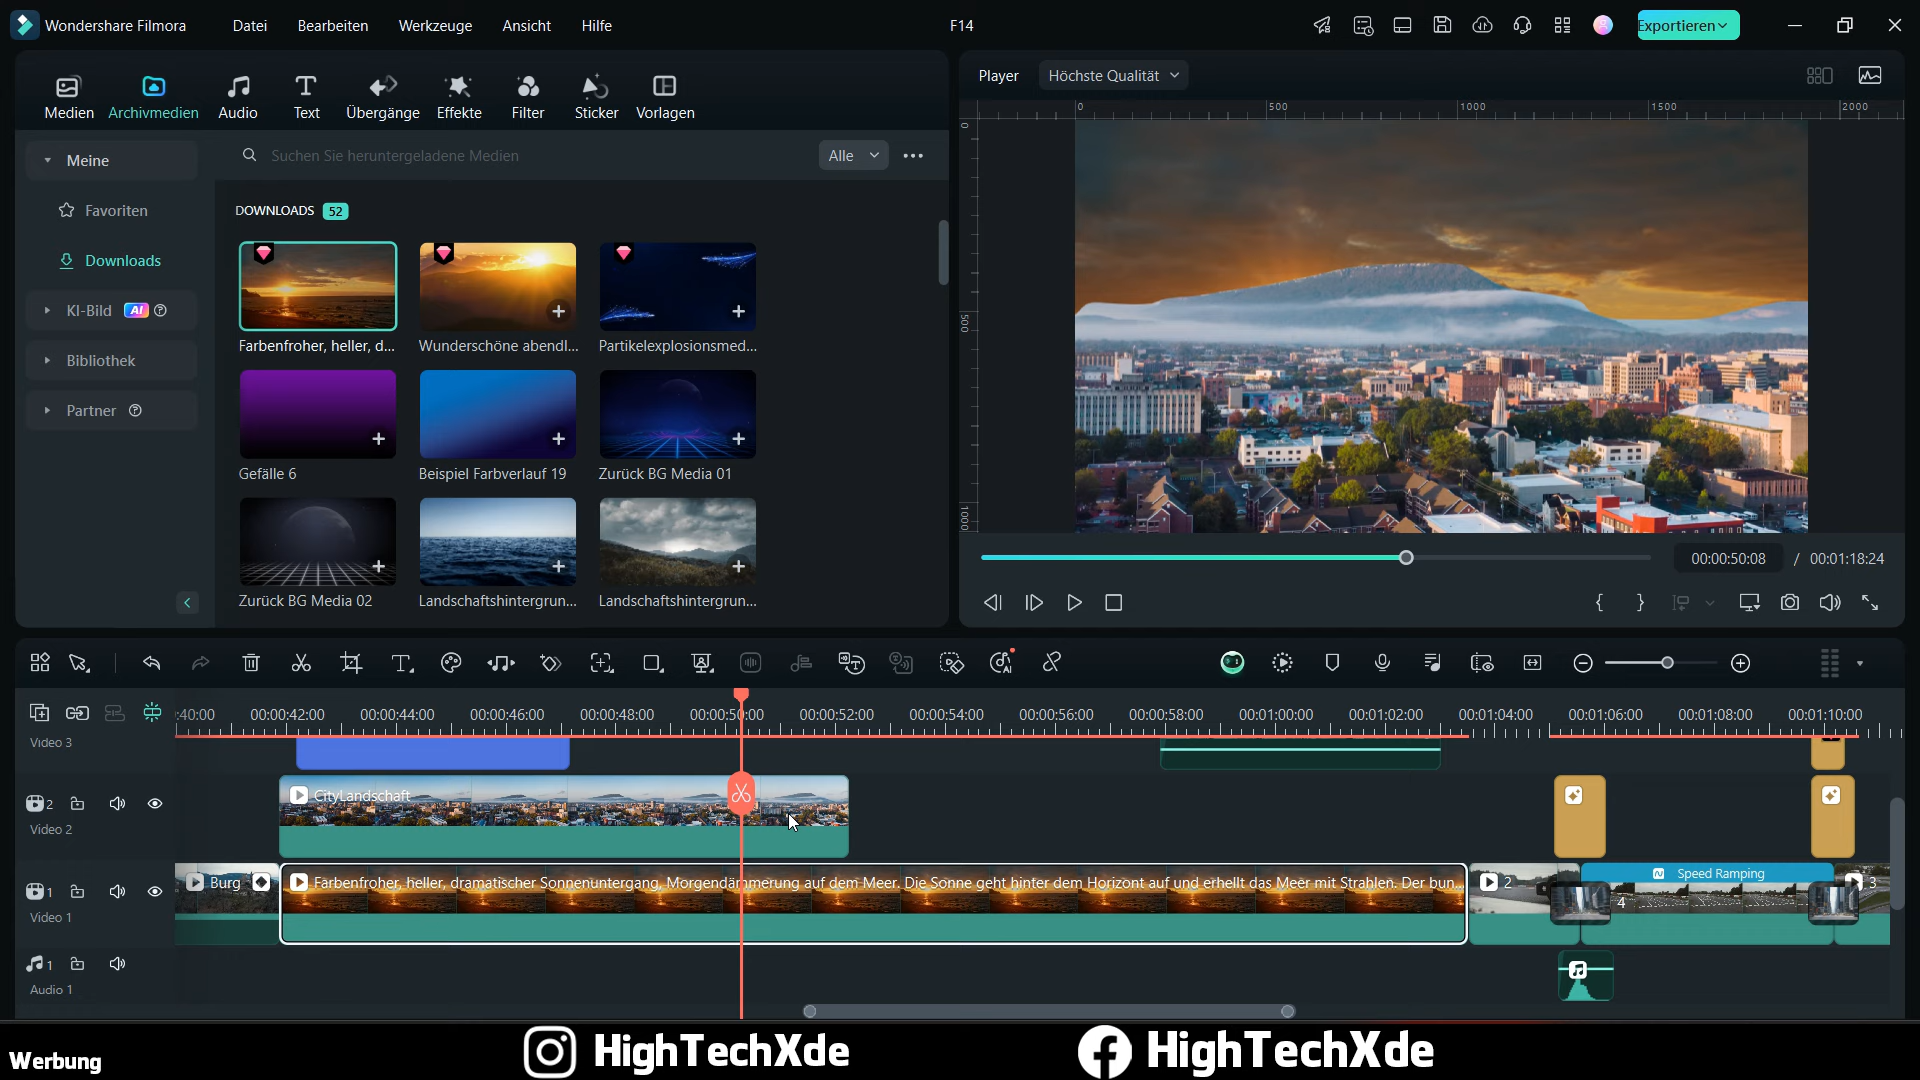 Wondershare Filmora
Datei
Bearbeiten
Werkzeuge
Ansicht
Hilfe
F14
Exportieren
Medien
Archivmedien
Audio
Text
Übergänge
Effekte
Filter
Sticker
Vorlagen
Player
Höchste Qualität
Meine
Favoriten
Downloads
KI-Bild AI
Bibliothek
Partner
Suchen Sie heruntergeladene Medien
Alle
DOWNLOADS 52
Farbenfroher, heller, d...
Wunderschöne abendl...
Partikelexplosionsmed...
Gefälle 6
Beispiel Farbverlauf 19
Zurück BG Media 01
Zurück BG Media 02
Landschaftshintergrun...
Landschaftshintergrun...
0
500
1000
1500
2000
0
500
1000
00:00:50:08 / 00:01:18:24
:40:00
00:00:42:00
00:00:44:00
00:00:46:00
00:00:48:00
00:00:50:00
00:00:52:00
00:00:54:00
00:00:56:00
00:00:58:00
00:01:00:00
00:01:02:00
00:01:04:00
00:01:06:00
00:01:08:00
00:01:10:00
Video 3
2
Video 2
CityLandschaft
1
Video 1
Burg
Farbenfroher, heller, dramatischer Sonnenuntergang, Morgendämmerung auf dem Meer. Die Sonne geht hinter dem Horizont auf und erhellt das Meer mit Strahlen. Der bun...
2
Speed Ramping
4
3
1
Audio 1
Werbung
HighTechXde
HighTechXde